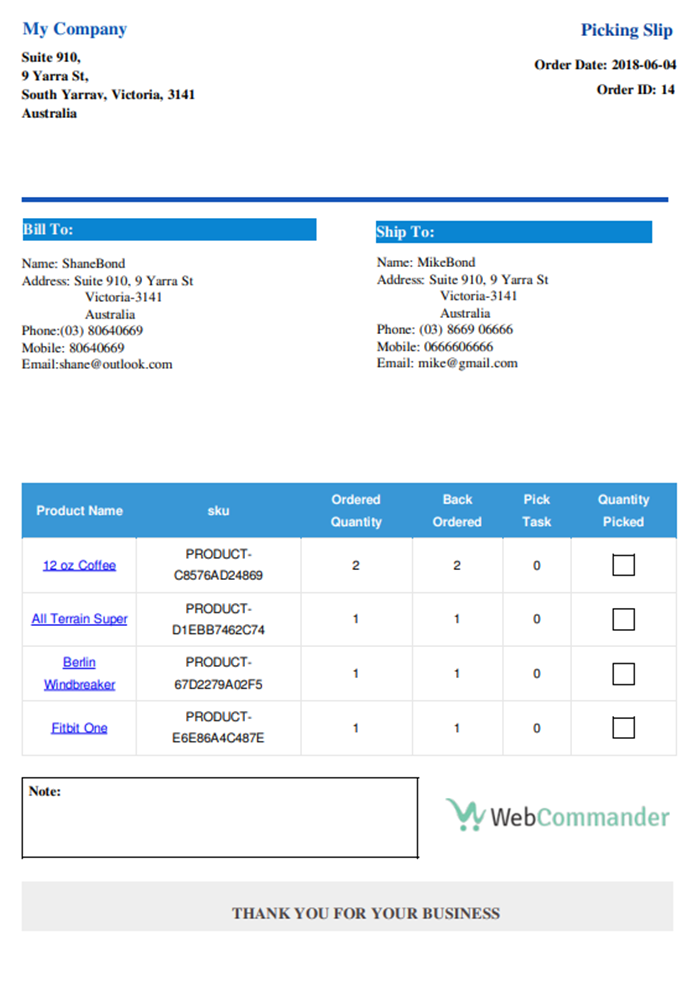 My Company
Picking Slip
Suite 910,
9 Yarra St,
South Yarrav, Victoria, 3141
Australia
Order Date: 2018-06-04
Order ID: 14
Bill To:
Name: ShaneBond
Address: Suite 910, 9 Yarra St
Victoria-3141
Australia
Phone:(03) 80640669
Mobile: 80640669
Email:shane@outlook.com
Ship To:
Name: MikeBond
Address: Suite 910, 9 Yarra St
Victoria-3141
Australia
Phone: (03) 8669 06666
Mobile: 0666606666
Email: mike@gmail.com
Product Name sku Ordered Quantity Back Ordered Pick Task Quantity Picked
12 oz Coffee PRODUCT-C8576AD24869 2 2 0
All Terrain Super PRODUCT-D1EBB7462C74 1 1 0
Berlin Windbreaker PRODUCT-67D2279A02F5 1 1 0
Fitbit One PRODUCT-E6E86A4C487E 1 1 0
Note:
WebCommander
THANK YOU FOR YOUR BUSINESS